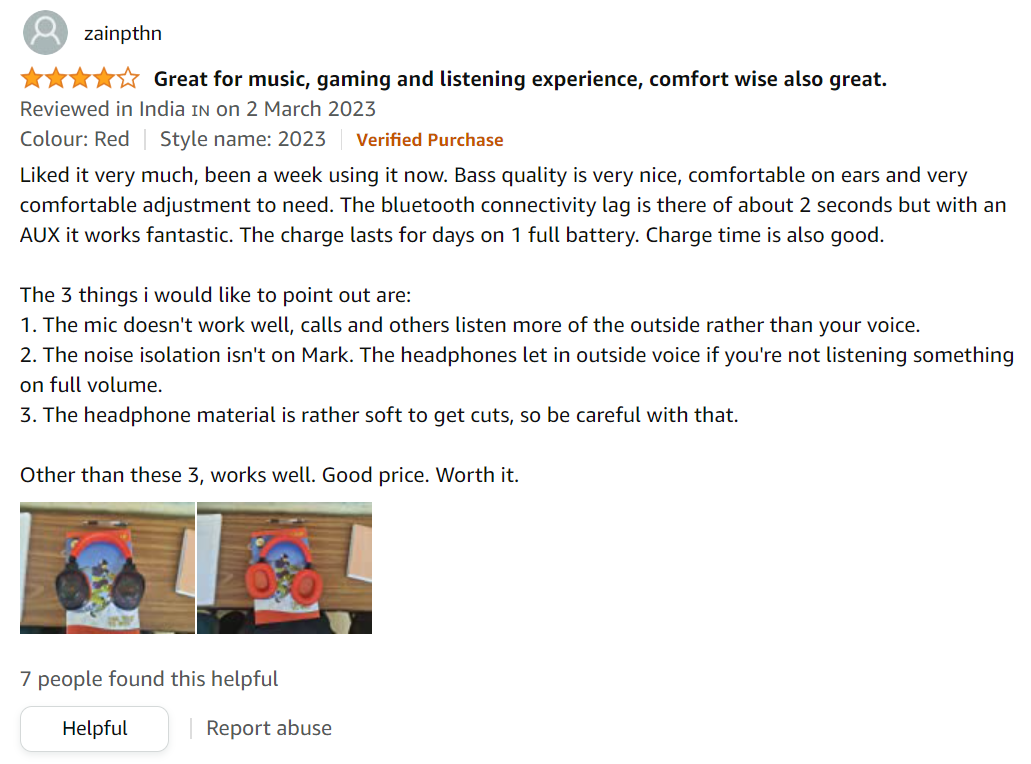 zainpthn
Great for music, gaming and listening experience, comfort wise also great.
Reviewed in India IN on 2 March 2023
Colour: Red | Style name: 2023 | Verified Purchase
Liked it very much, been a week using it now. Bass quality is very nice, comfortable on ears and very
comfortable adjustment to need. The bluetooth connectivity lag is there of about 2 seconds but with an
AUX it works fantastic. The charge lasts for days on 1 full battery. Charge time is also good.
The 3 things i would like to point out are:
1. The mic doesn't work well, calls and others listen more of the outside rather than your voice.
2. The noise isolation isn't on Mark. The headphones let in outside voice if you're not listening something
on full volume.
3. The headphone material is rather soft to get cuts, so be careful with that.
Other than these 3, works well. Good price. Worth it.
7 people found this helpful
Helpful | Report abuse